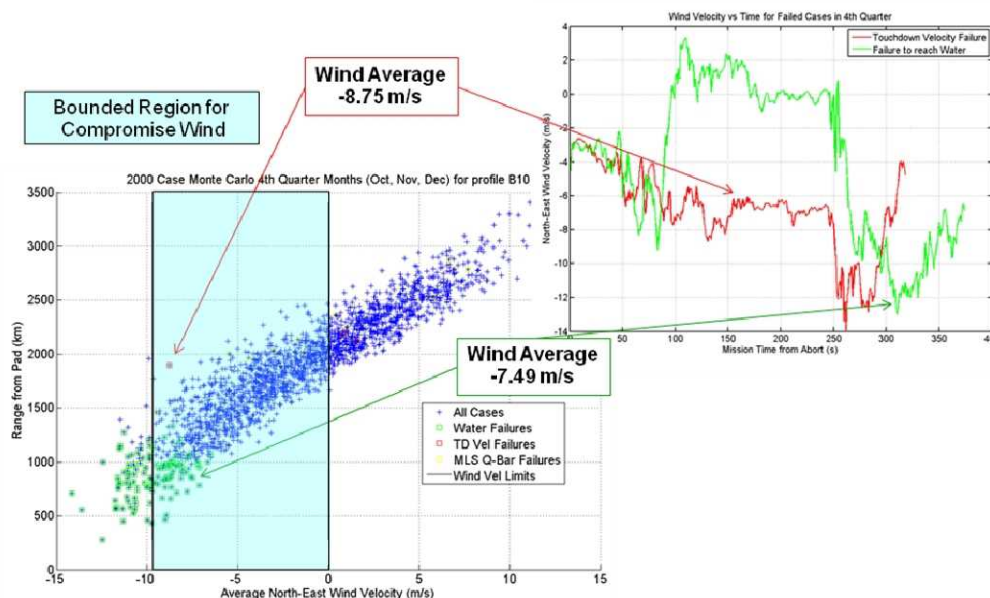 Wind Velocity vs Time for Failed Cases in 4th Quarter
Touchdown Velocity Failure
Failure to reach Water
4
2
0
-2
-4
-6
-8
-10
-12
-14
North-East Wind Velocity (m/s)
50
100
150
200
250
300
350
Mission Time from Abort (s)
Wind Average
-8.75 m/s
Bounded Region for
Compromise Wind
2000 Case Monte Carlo 4th Quarter Months (Oct, Nov, Dec) for profile B10
3500
3000
2500
2000
1500
1000
500
0
Range from Pad (km)
Wind Average
-7.49 m/s
All Cases
Water Failures
TD Vel Failures
MLS Q-Bar Failures
Wind Vel Limits
-15
-10
-5
0
5
10
15
Average North-East Wind Velocity (m/s)